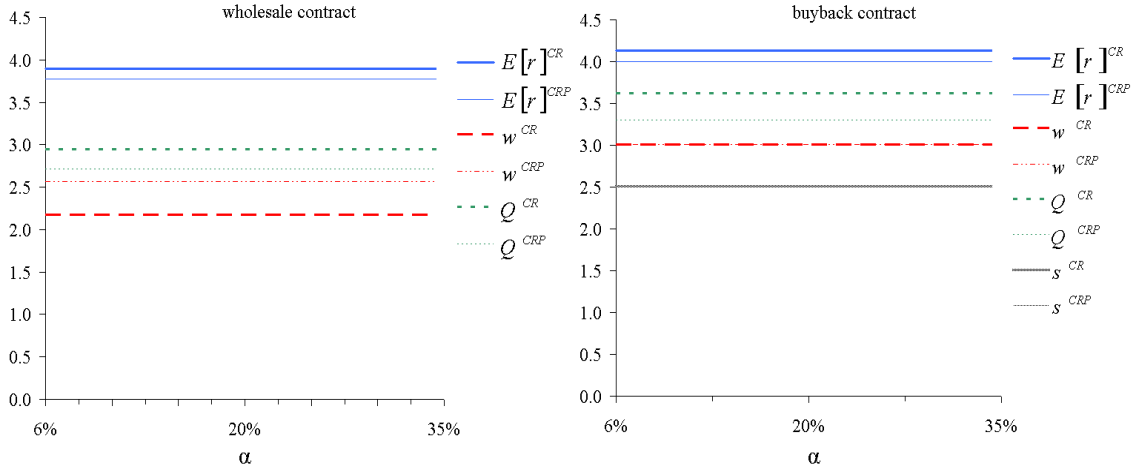 wholesale contract
4.5
4.0
3.5
3.0
2.5
2.0
1.5
1.0
0.5
0.0
6%
20%
35%
α
E[r]^CR
E[r]^CRP
w^CR
w^CRP
Q^CR
Q^CRP
buyback contract
4.5
4.0
3.5
3.0
2.5
2.0
1.5
1.0
0.5
0.0
6%
20%
35%
α
E [r]^CR
E [r]^CRP
w^CR
w^CRP
Q^CR
Q^CRP
s^CR
s^CRP